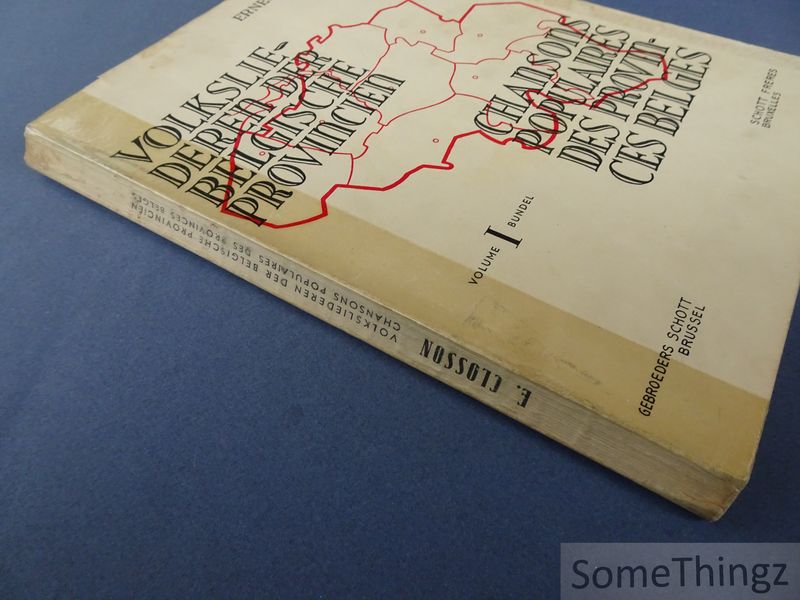 ERNE
VOLKSLIE-
DEREN DER
BELGISCHE
PROVINCIEN
CHANSONS
POPULAIRES
DES PROVIN-
CES BELGES
VOLUME I BUNDEL
SCHOTT FRERES
BRUXELLES
GEBROEDERS SCHOTT
BRUSSEL
E. CLOSSON
VOLKSLIEDEREN DER BELGISCHE PROVINCIEN
CHANSONS POPULAIRES DES PROVINCES BELGES
SomeThingz